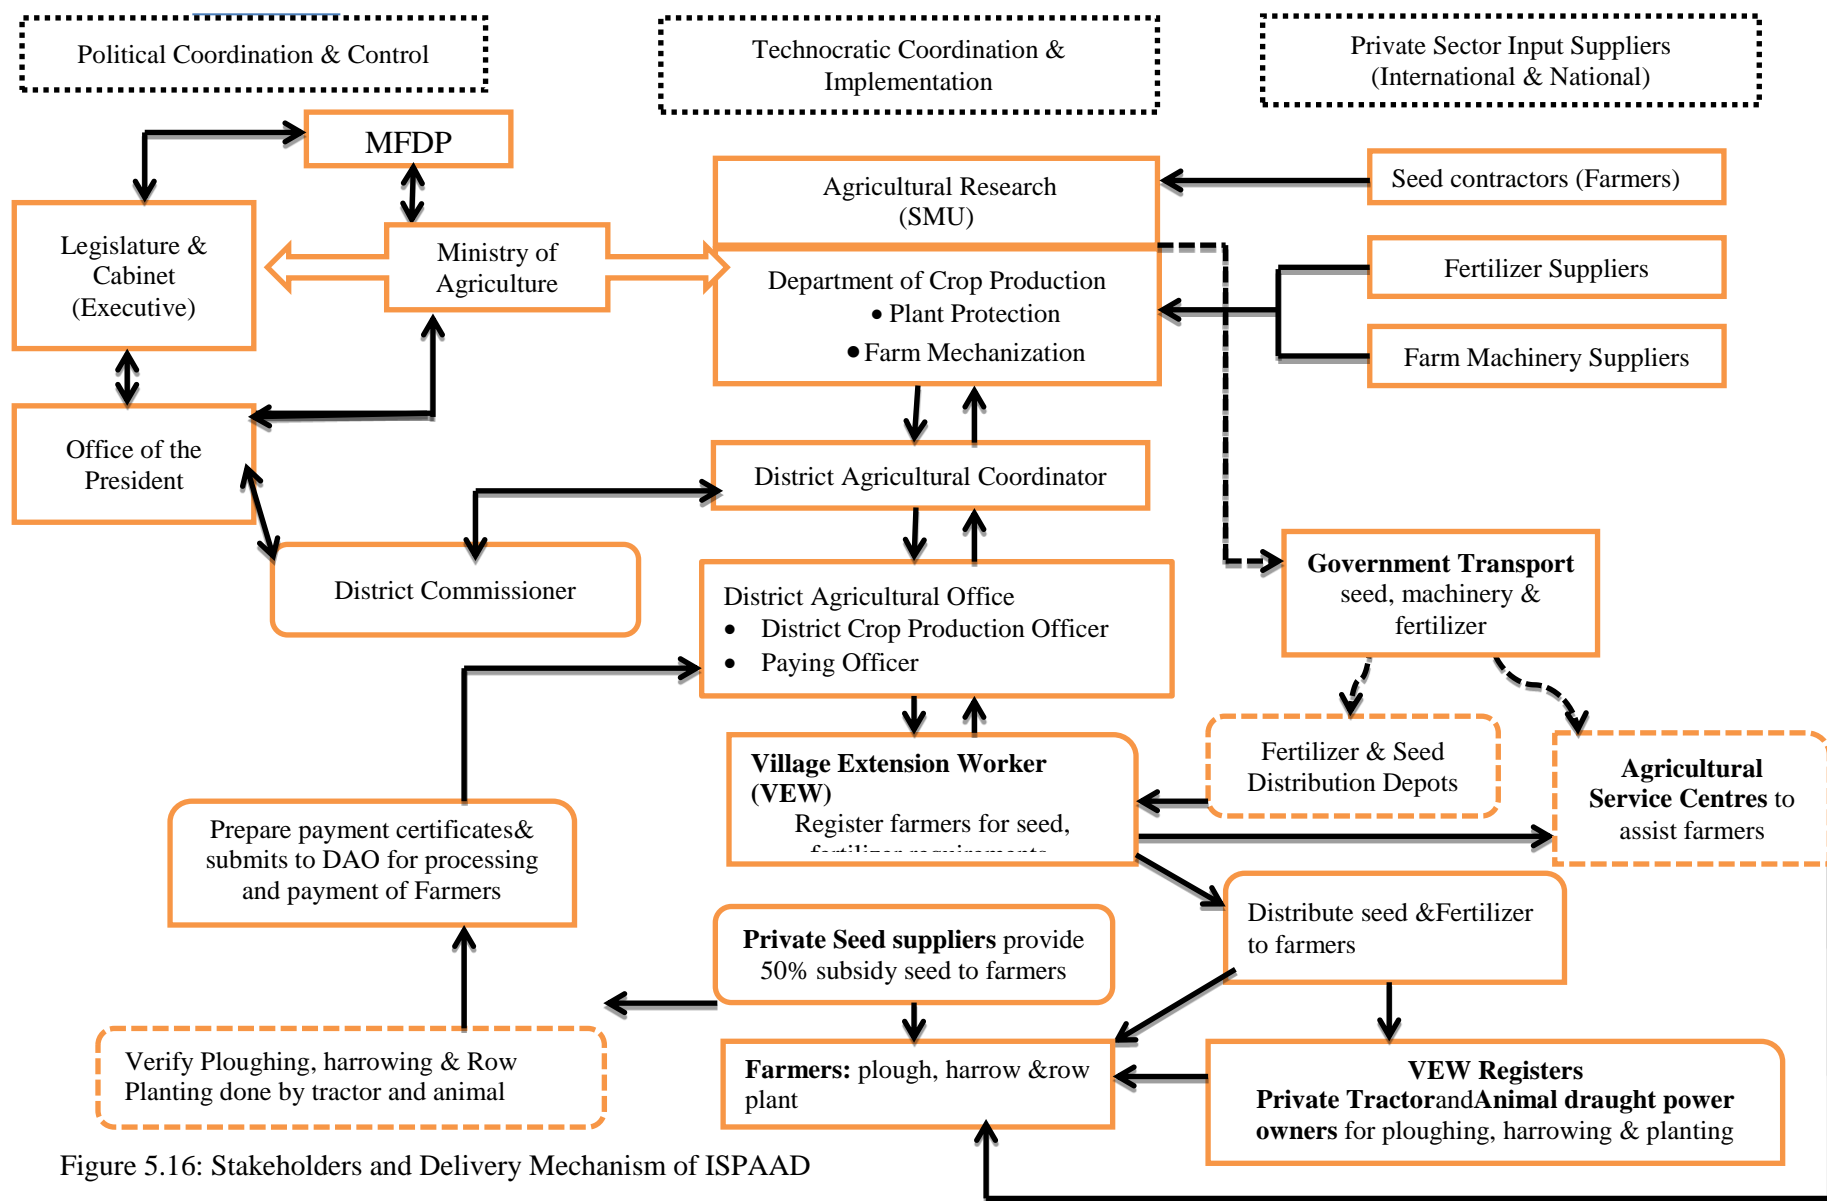 Political Coordination & Control
Technocratic Coordination &
Implementation
Private Sector Input Suppliers
(International & National)
MFDP
Agricultural Research
(SMU)
Seed contractors (Farmers)
Legislature &
Cabinet
(Executive)
Ministry of
Agriculture
Department of Crop Production
• Plant Protection
• Farm Mechanization
Fertilizer Suppliers
Farm Machinery Suppliers
Office of the
President
District Agricultural Coordinator
District Commissioner
District Agricultural Office
• District Crop Production Officer
• Paying Officer
Government Transport
seed, machinery &
fertilizer
Village Extension Worker
(VEW)
Register farmers for seed,
fertilizer requirements
Fertilizer & Seed
Distribution Depots
Agricultural
Service Centres to
assist farmers
Prepare payment certificates&
submits to DAO for processing
and payment of Farmers
Distribute seed &Fertilizer
to farmers
Private Seed suppliers provide
50% subsidy seed to farmers
Verify Ploughing, harrowing & Row
Planting done by tractor and animal
Farmers: plough, harrow &row
plant
VEW Registers
Private TractorandAnimal draught power
owners for ploughing, harrowing & planting
Figure 5.16: Stakeholders and Delivery Mechanism of ISPAAD